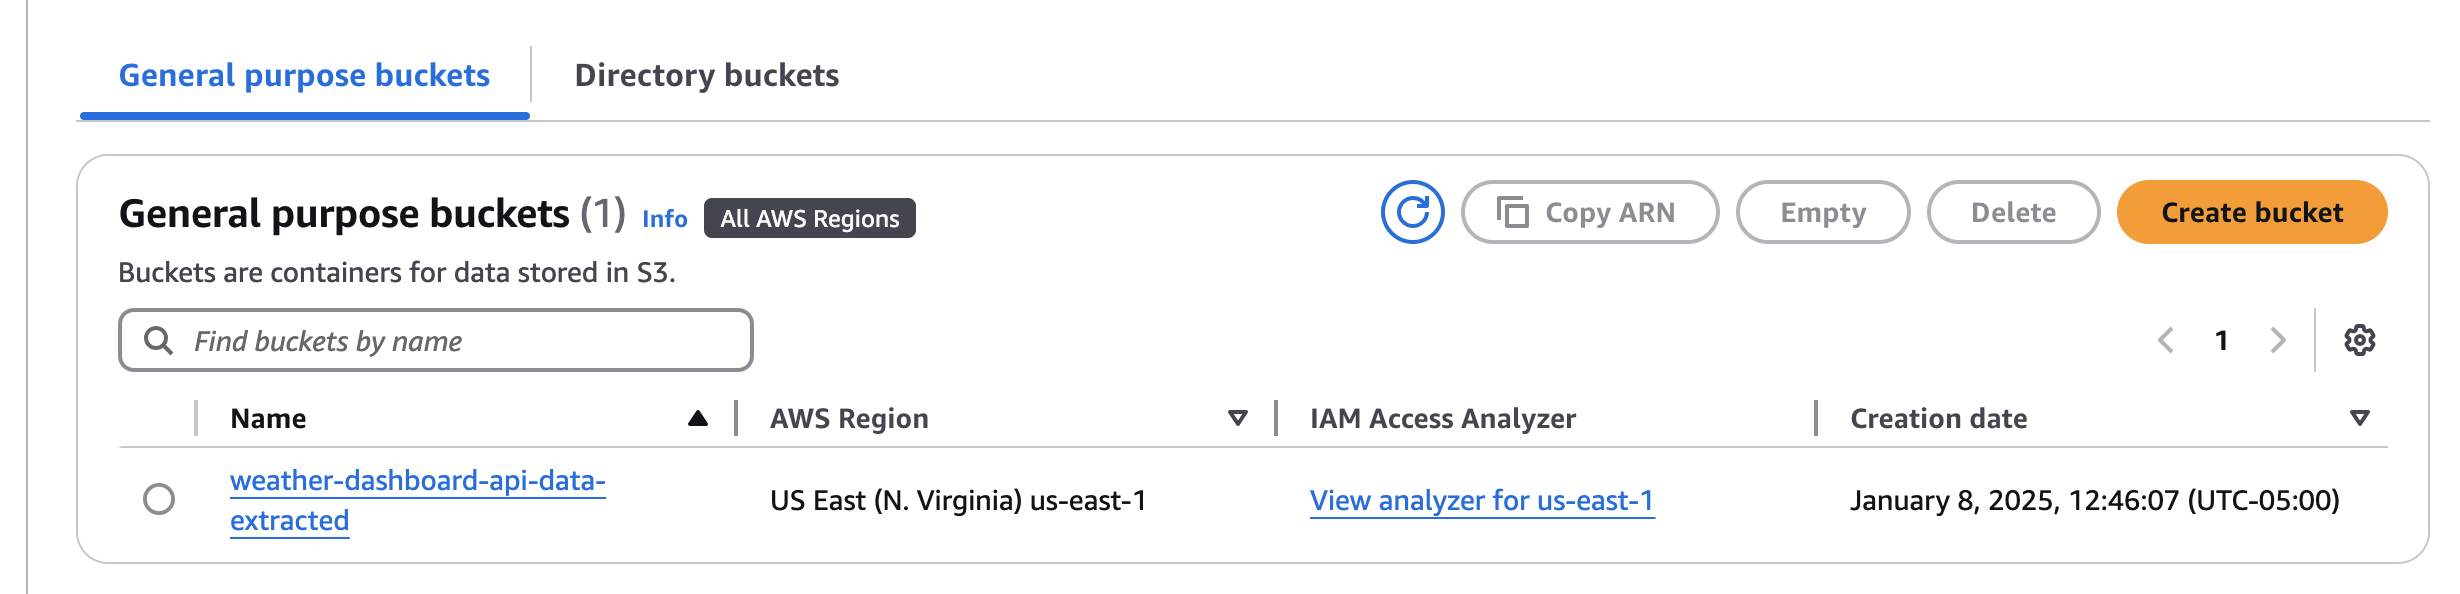 General purpose buckets
Directory buckets
General purpose buckets (1) Info All AWS Regions
Copy ARN
Empty
Delete
Create bucket
Buckets are containers for data stored in S3.
Find buckets by name
1
Name
AWS Region
IAM Access Analyzer
Creation date
weather-dashboard-api-data-
extracted
US East (N. Virginia) us-east-1
View analyzer for us-east-1
January 8, 2025, 12:46:07 (UTC-05:00)